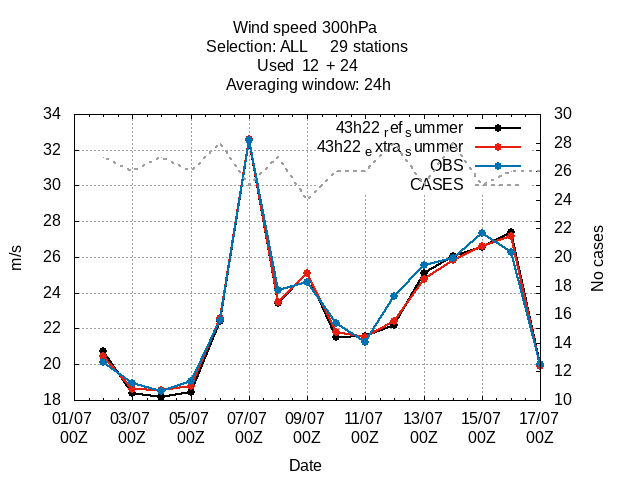 Wind speed 300hPa
Selection: ALL 29 stations
Used 12 + 24
Averaging window: 24h
34 30
32 28
30 26
28 24
26 22
24 20
22 18
20 16
18 14
12
10
43h22 ref summer
43h22 extra summer
OBS
CASES
m/s
No cases
01/07 03/07 05/07 07/07 09/07 11/07 13/07 15/07 17/07
00Z 00Z 00Z 00Z 00Z 00Z 00Z 00Z 00Z
Date